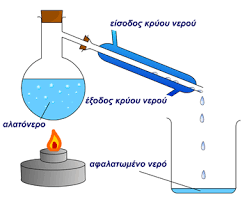 είσοδος κρύου νερού
έξοδος κρύου νερού
αλατόνερο
αφαλατωμένο νερό